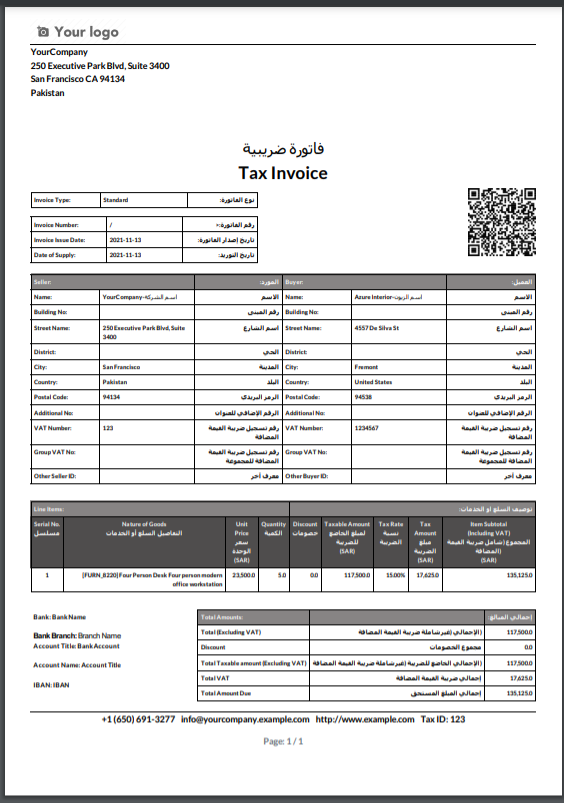 Your logo
YourCompany
250 Executive Park Blvd, Suite 3400
San Francisco CA 94134
Pakistan
فاتورة ضريبية
Tax Invoice
Invoice Type: Standard نوع الفاتورة:
Invoice Number: / رقم الفاتورة:
Invoice Issue Date: 2021-11-13 تاريخ إصدار الفاتورة:
Date of Supply: 2021-11-13 تاريخ التوريد:
Seller: المورد: Buyer: العميل:
Name: YourCompany-اسم الشركة الاسم Name: Azure Interior-اسم الزبون الاسم
Building No: رقم المبنى Building No: رقم المبنى
Street Name: 250 Executive Park Blvd, Suite 3400 اسم الشارع Street Name: 4557 De Silva St اسم الشارع
District: الحي District: الحي
City: San Francisco المدينة City: Fremont المدينة
Country: Pakistan البلد Country: United States البلد
Postal Code: 94134 الرمز البريدي Postal Code: 94538 الرمز البريدي
Additional No: الرقم الإضافي للعنوان Additional No: الرقم الإضافي للعنوان
VAT Number: 123 رقم تسجيل ضريبة القيمة المضافة VAT Number: 1234567 رقم تسجيل ضريبة القيمة المضافة
Group VAT No: رقم تسجيل ضريبة القيمة المضافة للمجموعة Group VAT No: رقم تسجيل ضريبة القيمة المضافة للمجموعة
Other Seller ID: معرف آخر Other Buyer ID: معرف آخر
Line Items: توصيف السلع أو الخدمات:
Serial No. مسلسل
Nature of Goods التفاصيل السلع أو الخدمات
Unit Price سعر الوحدة (SAR)
Quantity الكمية
Discount خصومات
Taxable Amount لمبلغ الخاضع للضريبة (SAR)
Tax Rate نسبة الضريبة
Tax Amount مبلغ الضريبة (SAR)
Item Subtotal (Including VAT) المجموع (شامل ضريبة القيمة المضافة) (SAR)
1 [FURN_8220] Four Person Desk Four person modern office workstation 23,500.0 5.0 0.0 117,500.0 15.00% 17,625.0 135,125.0
Bank: Bank Name
Bank Branch: Branch Name
Account Title: Bank Account
Account Name: Account Title
IBAN: IBAN
Total Amounts: إجمالي المبالغ:
Total (Excluding VAT) الإجمالي (غير شاملة ضريبة القيمة المضافة 117,500.0
Discount مجموع الخصومات 0.0
Total Taxable amount (Excluding VAT) الإجمالي الخاضع للضريبة (غير شاملة ضريبة القيمة المضافة 117,500.0
Total VAT إجمالي ضريبة القيمة المضافة 17,625.0
Total Amount Due إجمالي المبلغ المستحق 135,125.0
+1 (650) 691-3277 info@yourcompany.example.com http://www.example.com Tax ID: 123
Page: 1 / 1